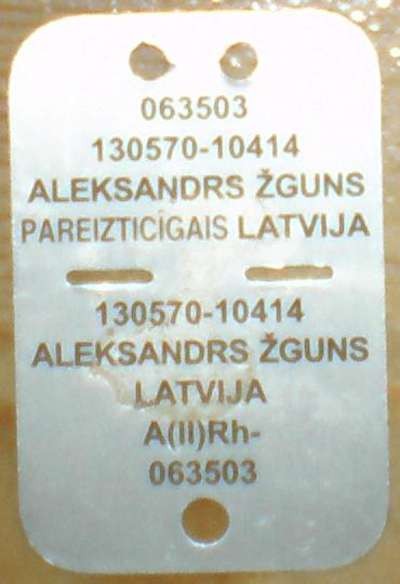 063503
130570-10414
ALEKSANDRS ŽGUNS
PAREIZTICĪGAIS LATVIJA
130570-10414
ALEKSANDRS ŽGUNS
LATVIJA
A(II)Rh-
063503